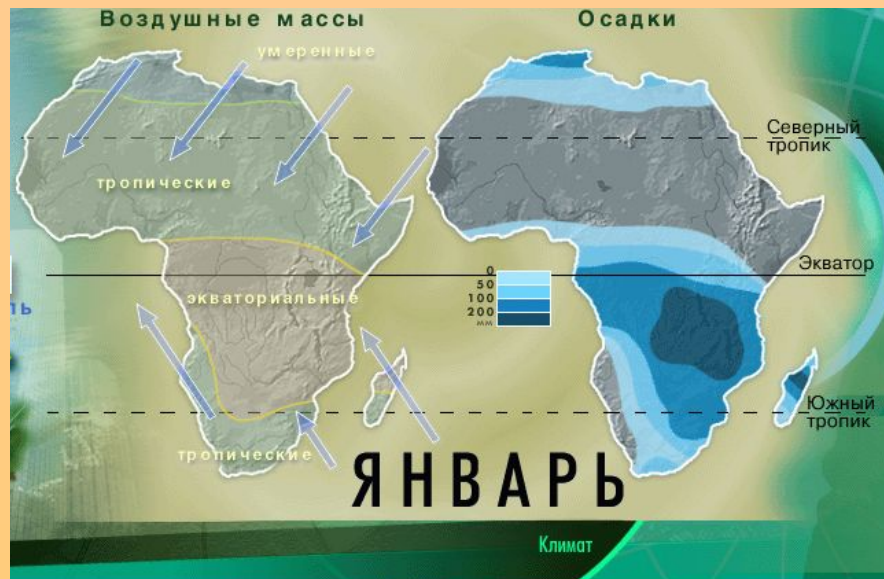 Воздушные массы
Осадки
умеренные
Северный
тропик
тропические
Экватор
0
50
100
200
мм
экваториальные
Южный
тропик
тропические
ЯНВАРЬ
Климат